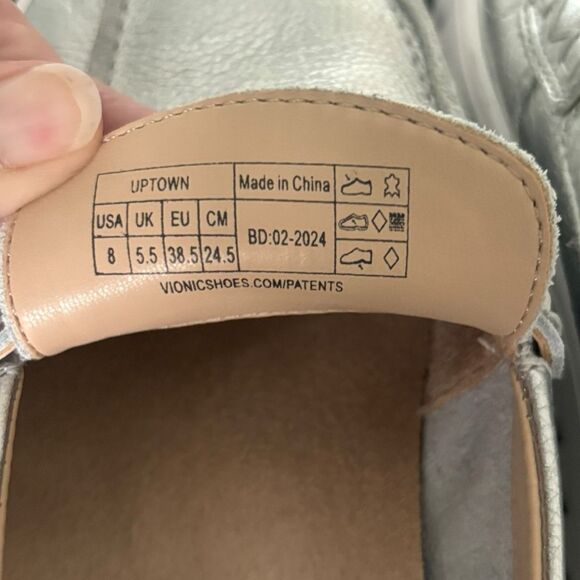 UPTOWN Made in China
USA UK EU CM
BD:02-2024
8 5.5 38.5 24.5
VIONICSHOES.COM/PATENTS